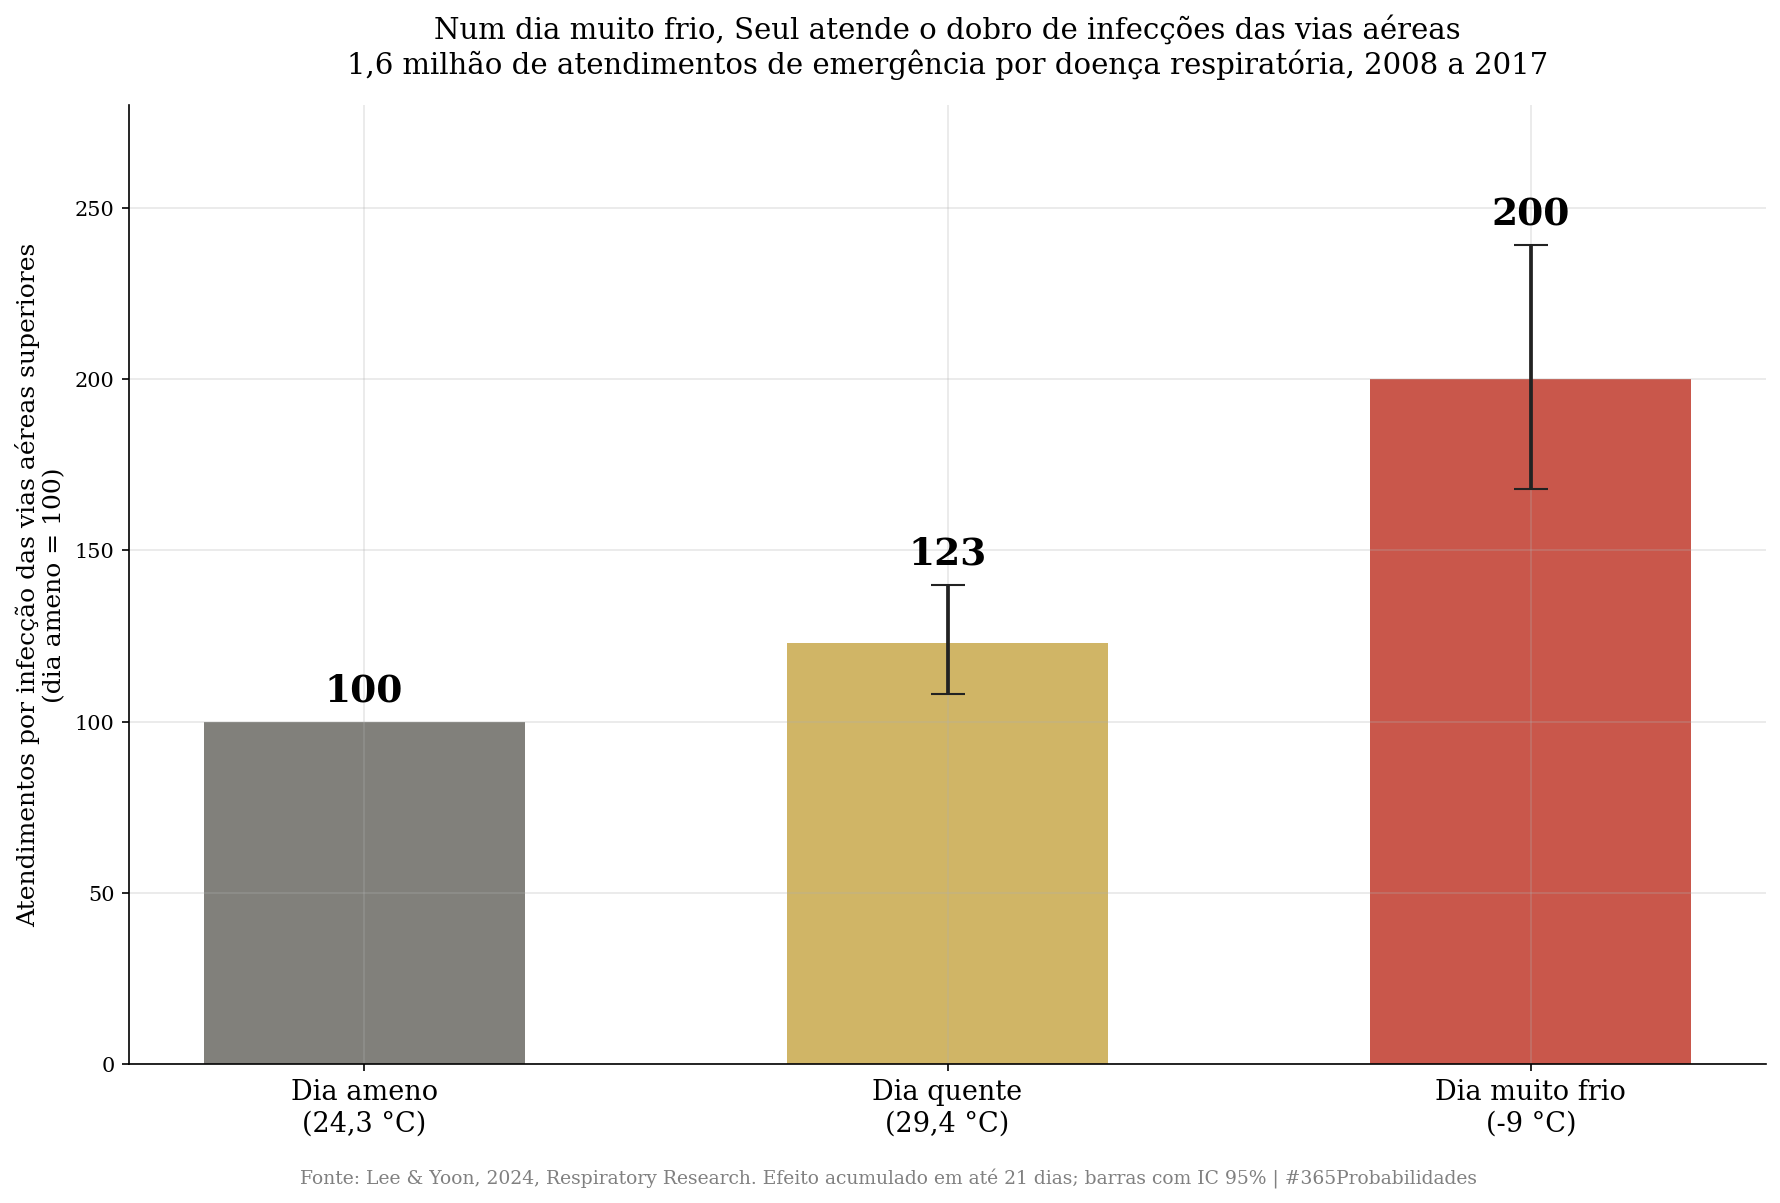 Num dia muito frio, Seul atende o dobro de infecções das vias aéreas
1,6 milhão de atendimentos de emergência por doença respiratória, 2008 a 2017
Atendimentos por infecção das vias aéreas superiores
(dia ameno = 100)
250
200
150
100
50
0
100
123
200
Dia ameno
(24,3 °C)
Dia quente
(29,4 °C)
Dia muito frio
(-9 °C)
Fonte: Lee & Yoon, 2024, Respiratory Research. Efeito acumulado em até 21 dias; barras com IC 95% | #365Probabilidades